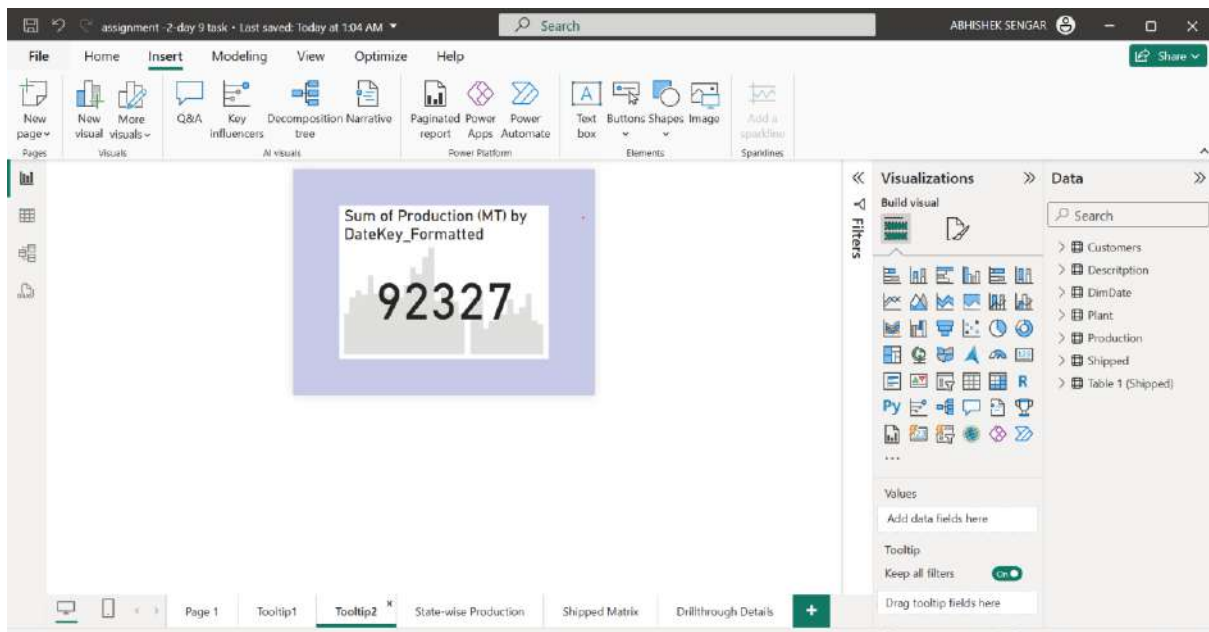 assignment -2-day 9 task • Last saved: Today at 1:04 AM
Search
ABHISHEK SENGAR
File Home Insert Modeling View Optimize Help
Share
New page
New visual
More visuals
Q&A
Key influencers
Decomposition tree
Narrative
Paginated report
Power Apps
Power Automate
Text box
Buttons
Shapes
Image
Add a sparkline
Pages
Visuals
AI visuals
Power Platform
Elements
Sparklines
Sum of Production (MT) by
DateKey_Formatted
92327
Filters
Visualizations
Build visual
R
Py
Values
Add data fields here
Tooltip
Keep all filters
On
Drag tooltip fields here
Data
Search
Customers
Descritption
DimDate
Plant
Production
Shipped
Table 1 (Shipped)
Page 1 Tooltip1 Tooltip2 State-wise Production Shipped Matrix Drillthrough Details